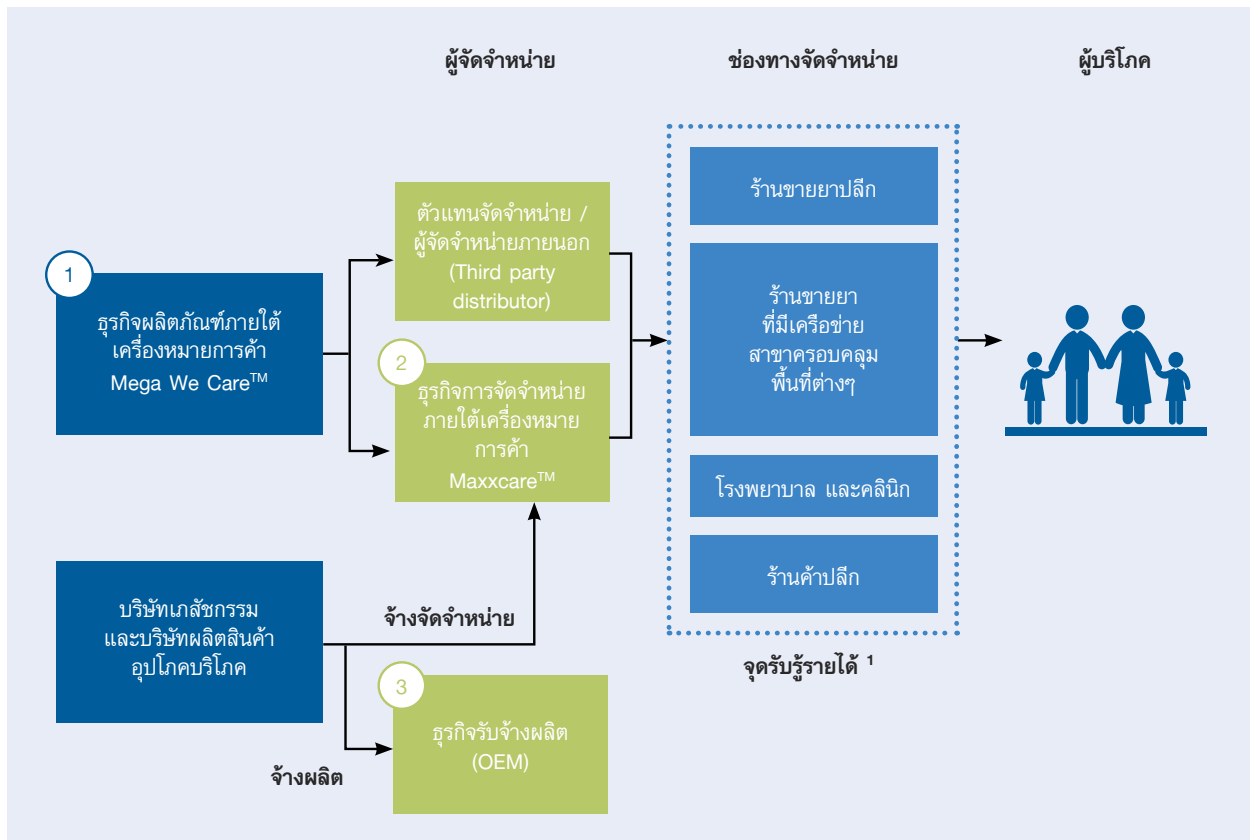 ผู้จัดจำหน่าย
ช่องทางจัดจำหน่าย
ผู้บริโภค
1
ธุรกิจผลิตภัณฑ์ภายใต้
เครื่องหมายการค้า
Mega We Care™
ตัวแทนจัดจำหน่าย /
ผู้จัดจำหน่ายภายนอก
(Third party
distributor)
2
ธุรกิจการจัดจำหน่าย
ภายใต้เครื่องหมาย
การค้า
Maxxcare™
ร้านขายยาปลีก
ร้านขายยา
ที่มีเครือข่าย
สาขาครอบคลุม
พื้นที่ต่างๆ
โรงพยาบาล และคลินิก
ร้านค้าปลีก
จุดรับรู้รายได้ ¹
บริษัทเภสัชกรรม
และบริษัทผลิตสินค้า
อุปโภคบริโภค
จ้างจัดจำหน่าย
จ้างผลิต
3
ธุรกิจรับจ้างผลิต
(OEM)